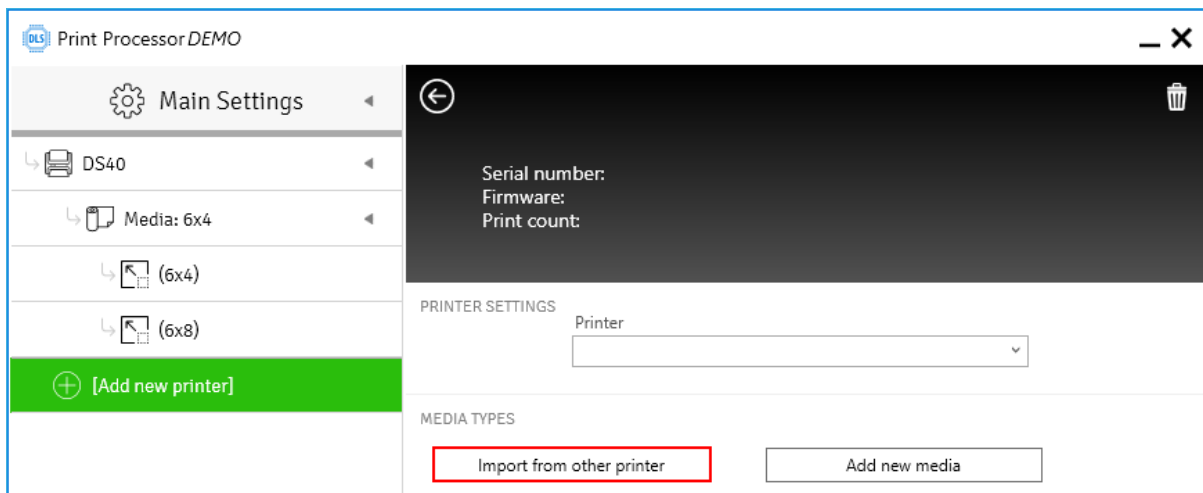 DLS Print Processor DEMO
Main Settings
DS40
Media: 6x4
(6x4)
(6x8)
[Add new printer]
Serial number:
Firmware:
Print count:
PRINTER SETTINGS
Printer
MEDIA TYPES
Import from other printer
Add new media